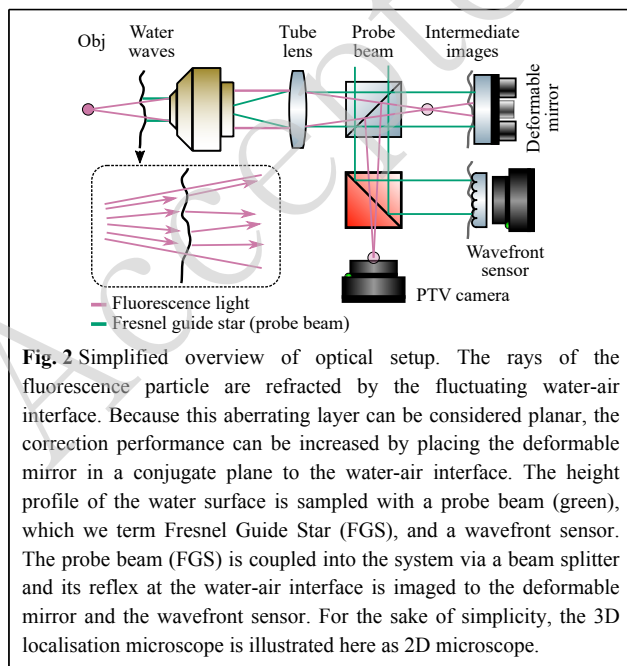 Obj
Water
waves
Tube
lens
Probe
beam
Intermediate
images
Deformable
mirror
Wavefront
sensor
PTV camera
Fluorescence light
Fresnel guide star (probe beam)
Fig. 2 Simplified overview of optical setup. The rays of the
fluorescence particle are refracted by the fluctuating water-air
interface. Because this aberrating layer can be considered planar, the
correction performance can be increased by placing the deformable
mirror in a conjugate plane to the water-air interface. The height
profile of the water surface is sampled with a probe beam (green),
which we term Fresnel Guide Star (FGS), and a wavefront sensor.
The probe beam (FGS) is coupled into the system via a beam splitter
and its reflex at the water-air interface is imaged to the deformable
mirror and the wavefront sensor. For the sake of simplicity, the 3D
localisation microscope is illustrated here as 2D microscope.
Accepte